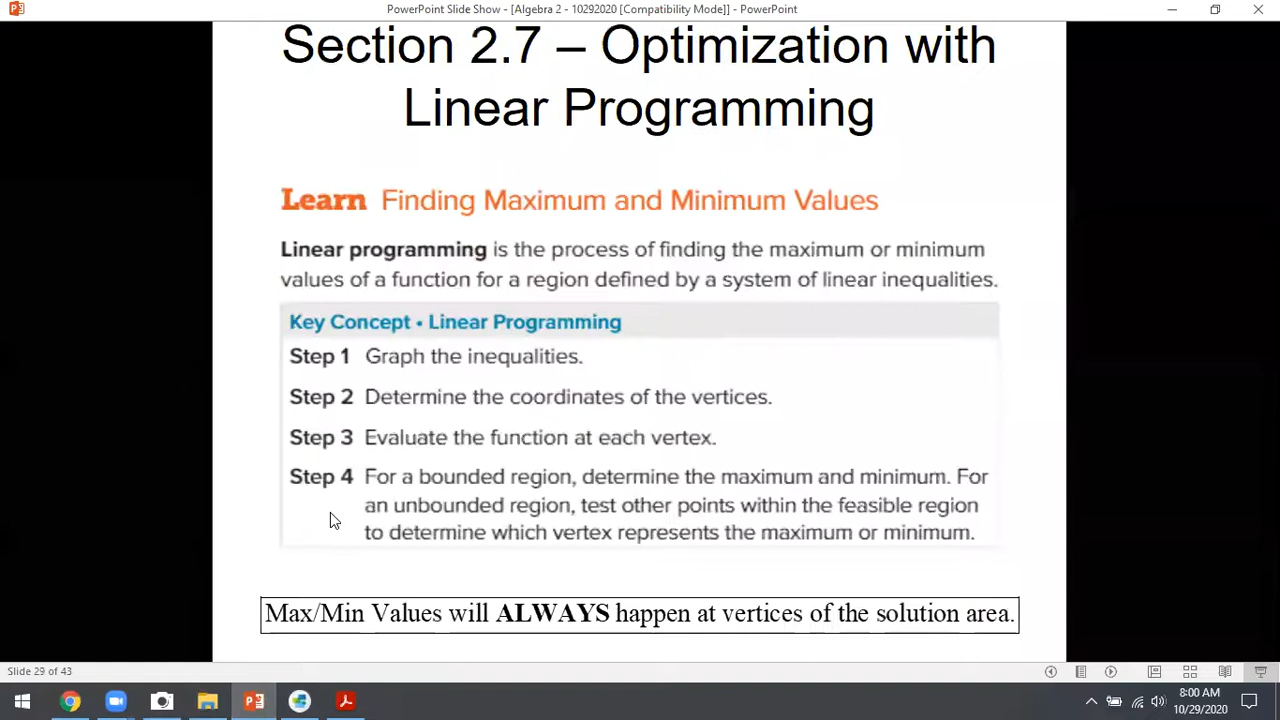 PowerPoint Slide Show - [Algebra 2 - 10292020 [Compatibility Mode]] - PowerPoint
Section 2.7 – Optimization with
Linear Programming
Learn Finding Maximum and Minimum Values
Linear programming is the process of finding the maximum or minimum
values of a function for a region defined by a system of linear inequalities.
Key Concept • Linear Programming
Step 1 Graph the inequalities.
Step 2 Determine the coordinates of the vertices.
Step 3 Evaluate the function at each vertex.
Step 4 For a bounded region, determine the maximum and minimum. For
an unbounded region, test other points within the feasible region
to determine which vertex represents the maximum or minimum.
Max/Min Values will ALWAYS happen at vertices of the solution area.
Slide 29 of 43
8:00 AM
10/29/2020